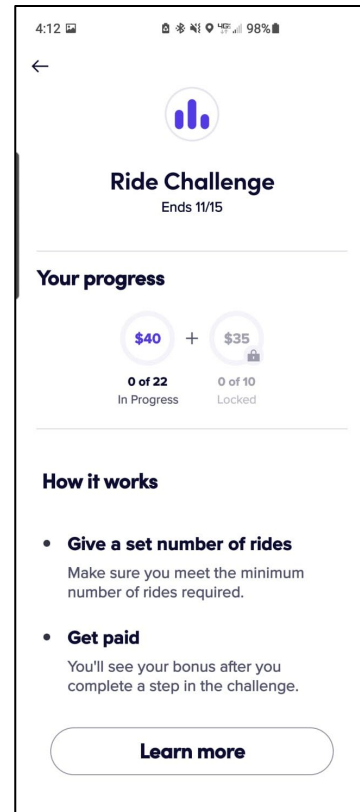 4:12 4GE 98%
Ride Challenge
Ends 11/15
Your progress
$40 + $35
0 of 22 0 of 10
In Progress Locked
How it works
• Give a set number of rides
Make sure you meet the minimum
number of rides required.
• Get paid
You'll see your bonus after you
complete a step in the challenge.
Learn more